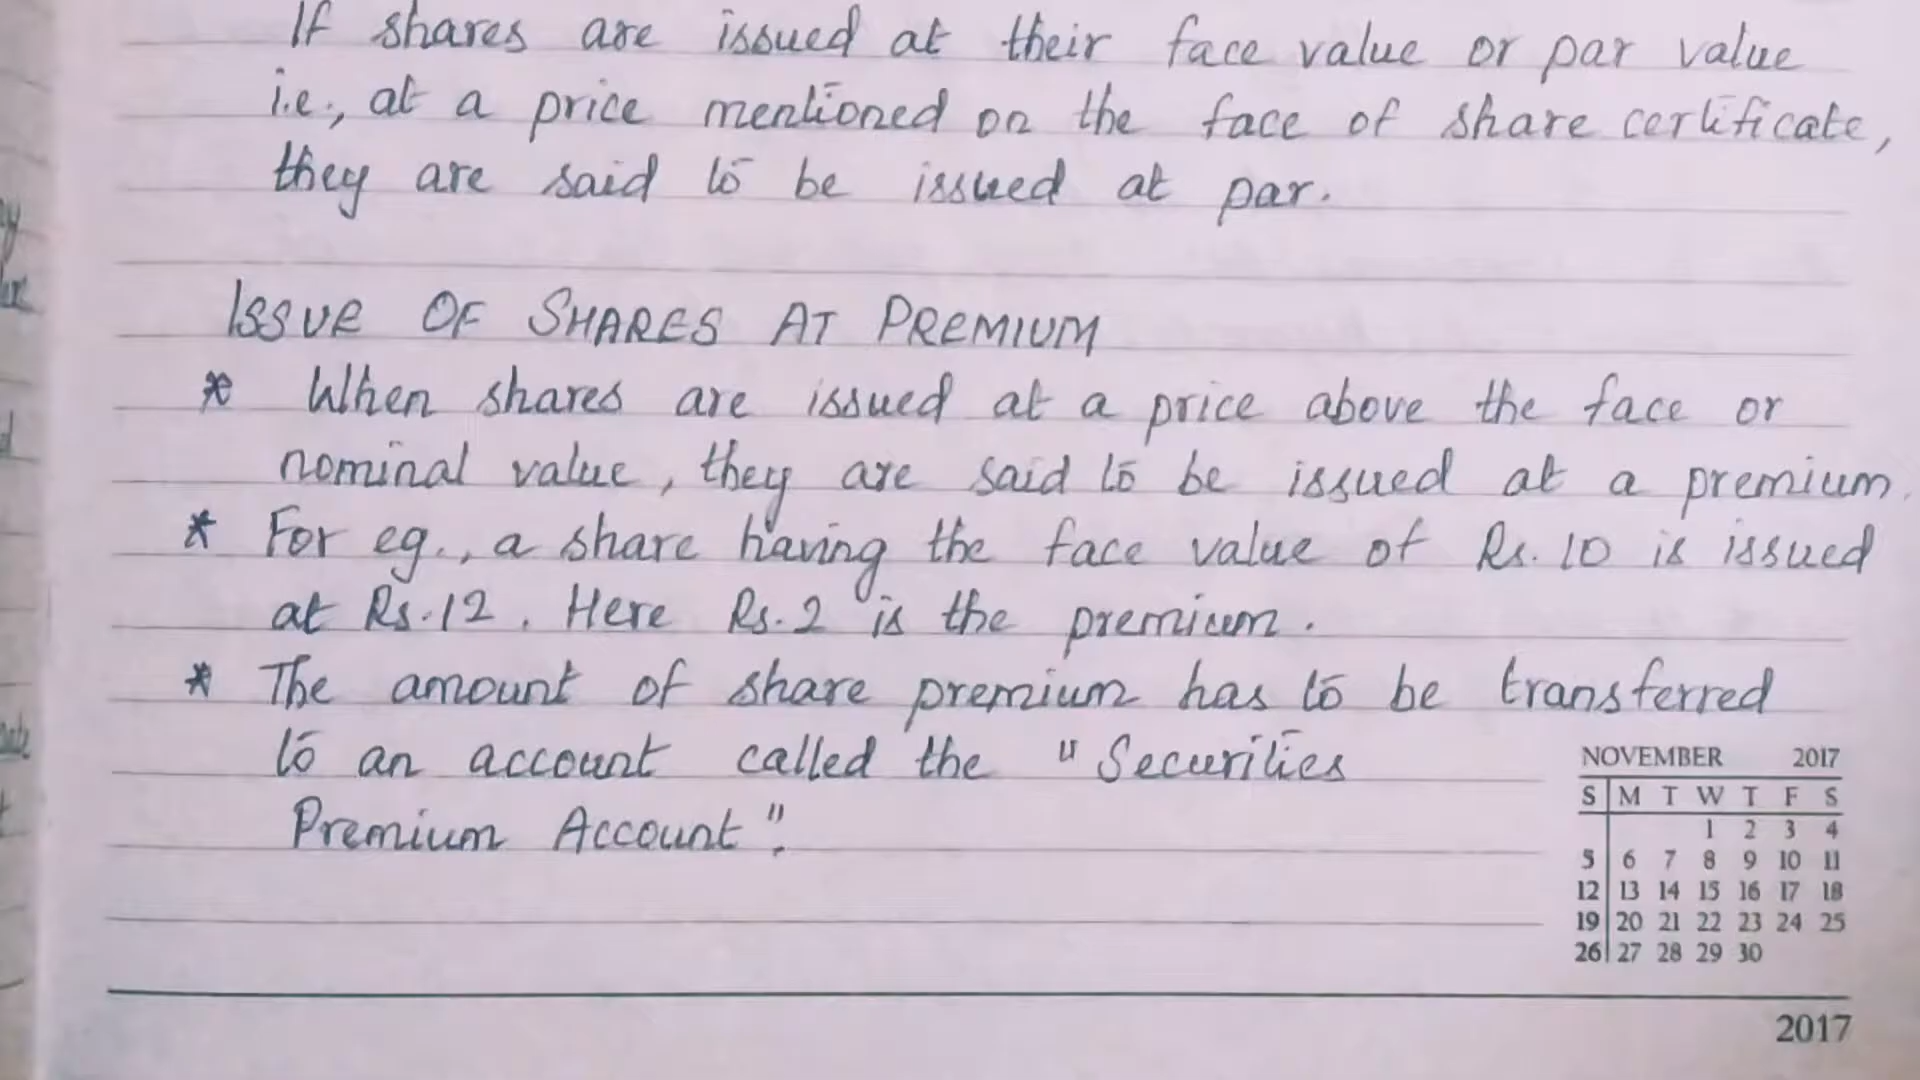 If shares are issued at their face value or par value
i.e., at a price mentioned on the face of share certificate,
they are said to be issued at par.
ISSUE OF SHARES AT PREMIUM
* When shares are issued at a price above the face or
nominal value, they are said to be issued at a premium.
* For eg., a share having the face value of Rs. 10 is issued
at Rs. 12. Here Rs. 2 is the premium.
* The amount of share premium has to be transferred
to an account called the "Securities
Premium Account".
NOVEMBER 2017
S M T W T F S
1 2 3 4
5 6 7 8 9 10 11
12 13 14 15 16 17 18
19 20 21 22 23 24 25
26 27 28 29 30
2017